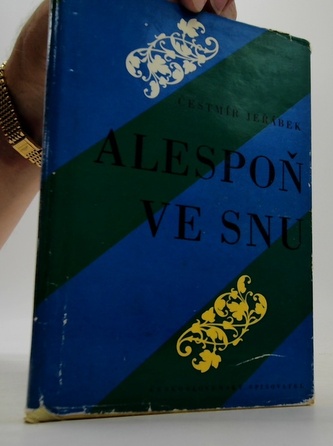 ČESTMÍR JEŘÁBEK
ALESPOŇ
VE SNU